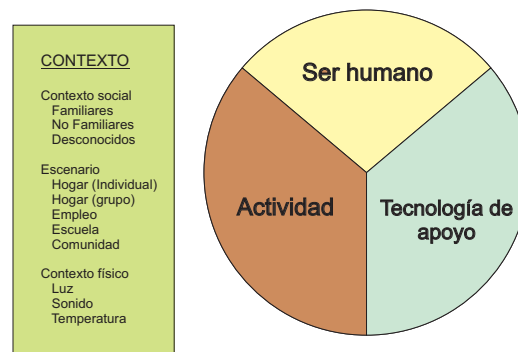 CONTEXTO
Contexto social
Familiares
No Familiares
Desconocidos
Escenario
Hogar (Individual)
Hogar (grupo)
Empleo
Escuela
Comunidad
Contexto físico
Luz
Sonido
Temperatura
Ser humano
Actividad
Tecnología de
apoyo